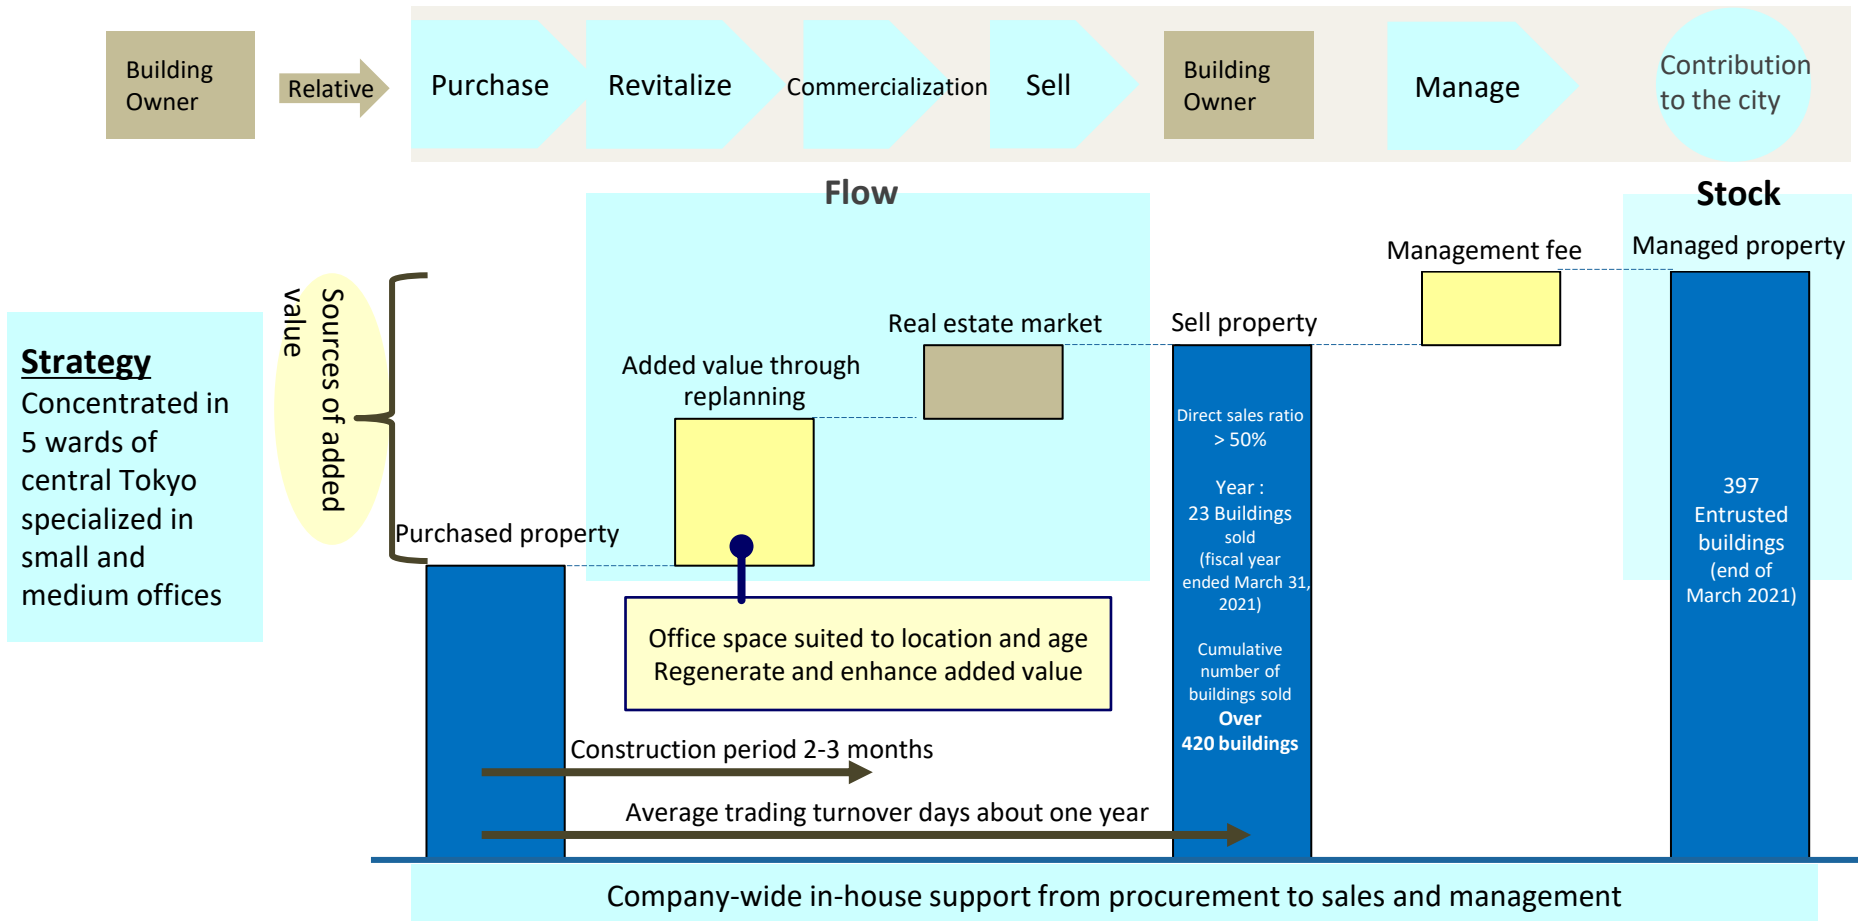 Building
Owner
Relative
Purchase
Revitalize
Commercialization
Sell
Building
Owner
Manage
Contribution
to the city
Flow
Stock
Strategy
Concentrated in
5 wards of
central Tokyo
specialized in
small and
medium offices
Sources of added
value
Purchased property
Added value through
replanning
Real estate market
Sell property
Management fee
Managed property
Office space suited to location and age
Regenerate and enhance added value
Direct sales ratio
> 50%
Year :
23 Buildings
sold
(fiscal year
ended March 31,
2021)
Cumulative
number of
buildings sold
Over
420 buildings
397
Entrusted
buildings
(end of
March 2021)
Construction period 2-3 months
Average trading turnover days about one year
Company-wide in-house support from procurement to sales and management